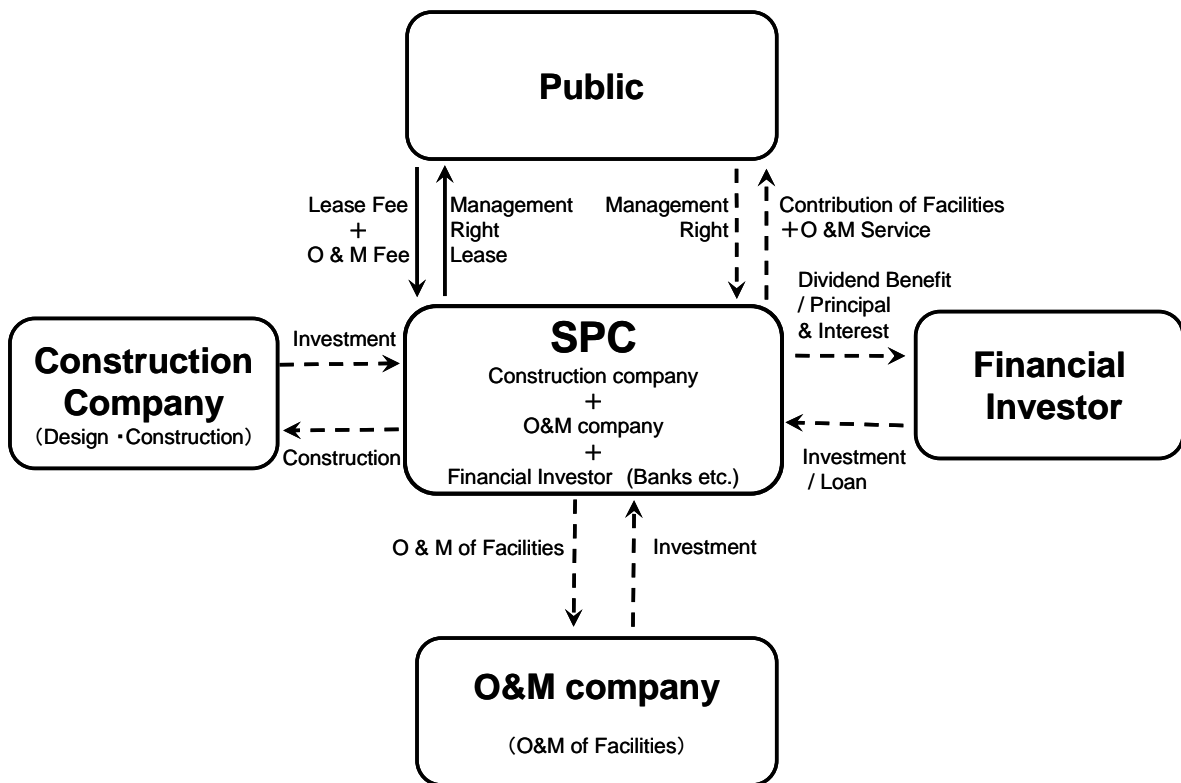 Public
Lease Fee
＋
O & M Fee
Management
Right
Lease
Management
Right
Contribution of Facilities
＋O &M Service
Dividend Benefit
/ Principal
& Interest
Construction
Company
（Design ・Construction）
Investment
Construction
SPC
Construction company
＋
O&M company
＋
Financial Investor (Banks etc.)
Financial
Investor
Investment
/ Loan
O & M of Facilities
Investment
O&M company
（O&M of Facilities）